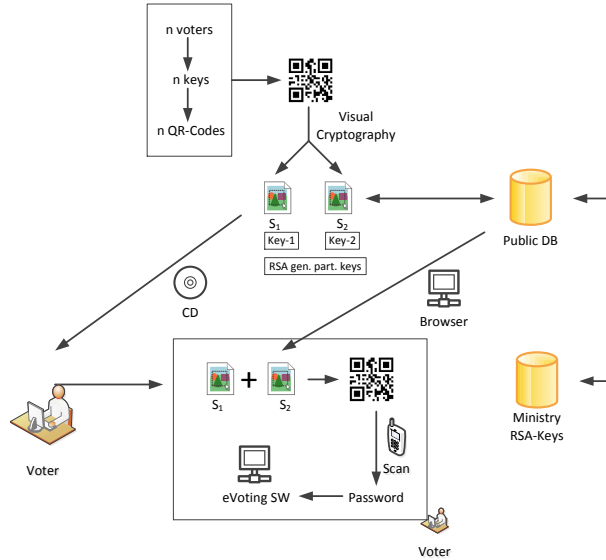 n voters
n keys
n QR-Codes
Visual
Cryptography
S1
S2
Key-1
Key-2
RSA gen. part. keys
Public DB
CD
Browser
S1
S2
Ministry
RSA-Keys
Voter
Scan
eVoting SW
Password
Voter